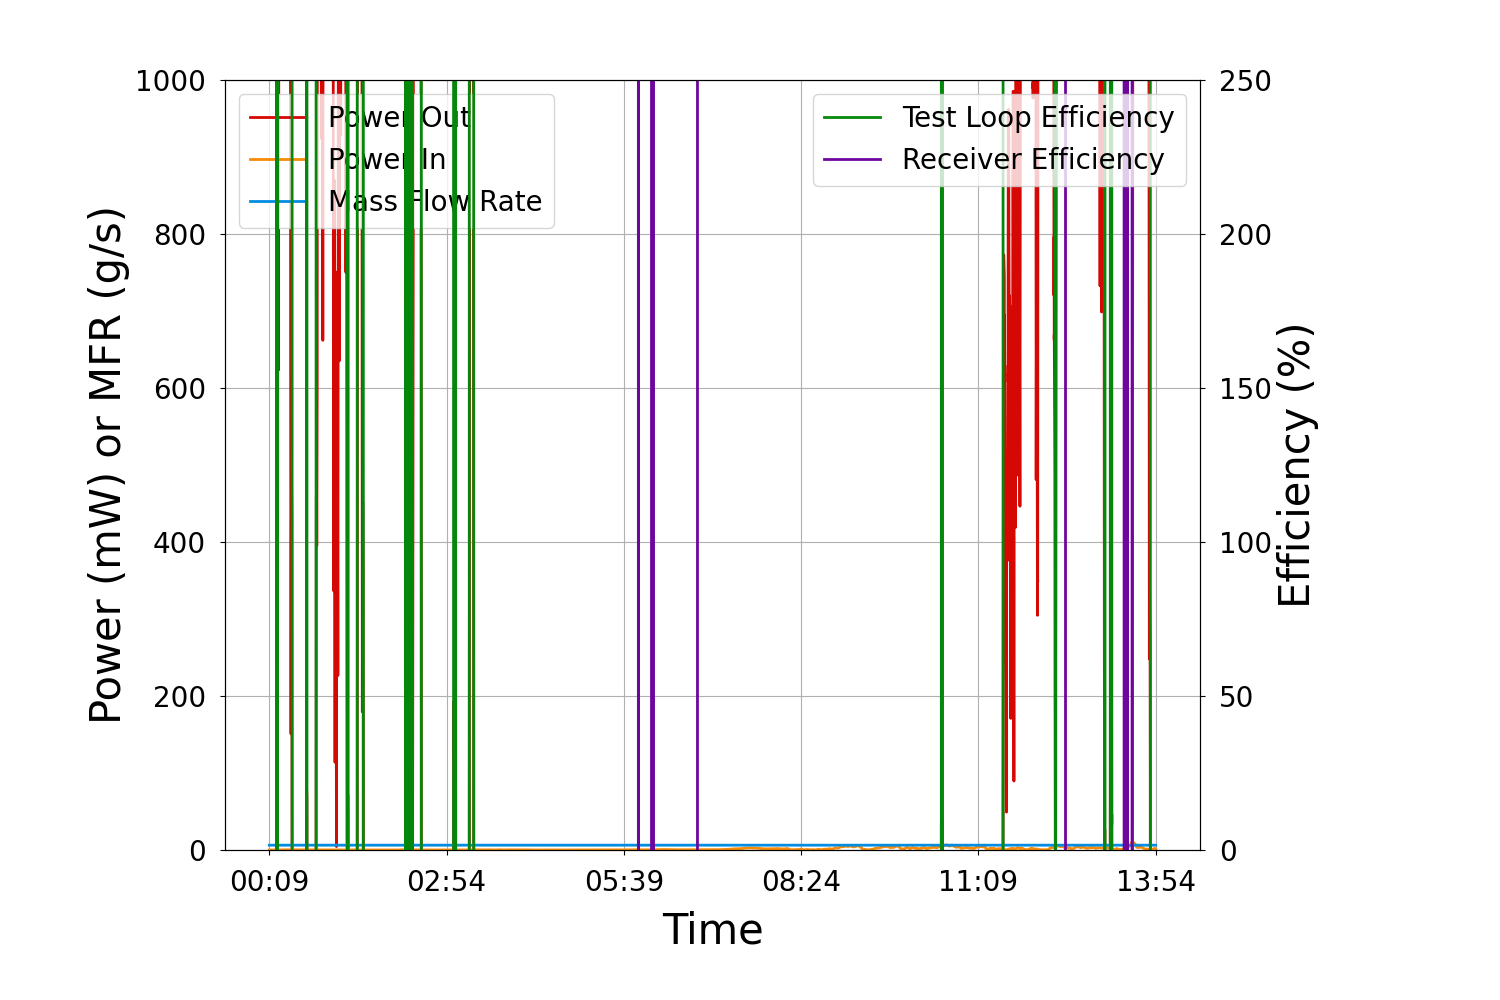 1000
800
600
400
200
0
Power (mW) or MFR (g/s)
Power Out
Power In
Mass Flow Rate
Test Loop Efficiency
Receiver Efficiency
250
200
150
100
50
0
Efficiency (%)
00:09 02:54 05:39 08:24 11:09 13:54
Time